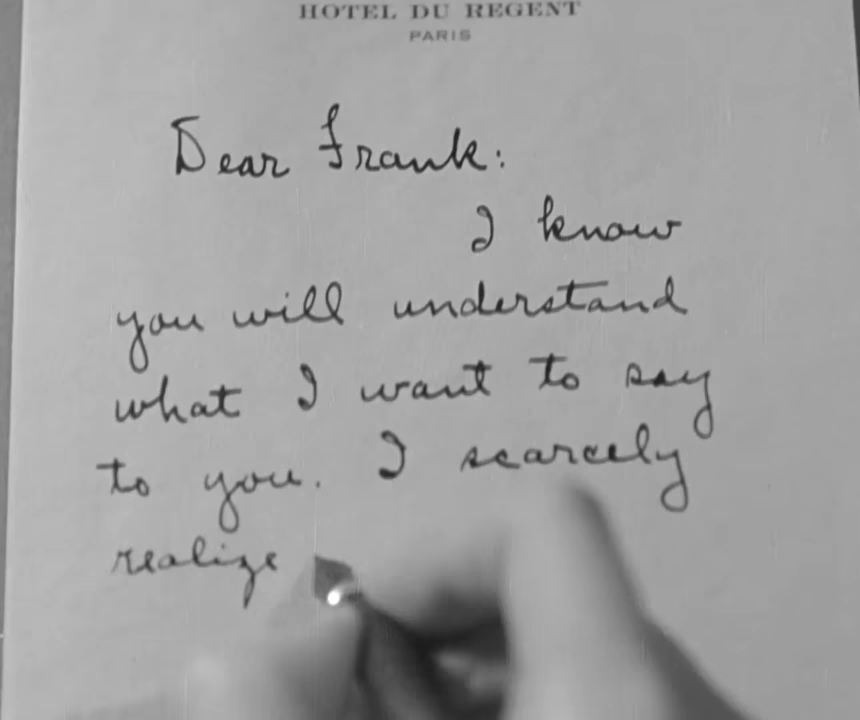 HOTEL DU REGENT
PARIS
Dear Frank:
I know
you will understand
what I want to say
to you. I scarcely
realize